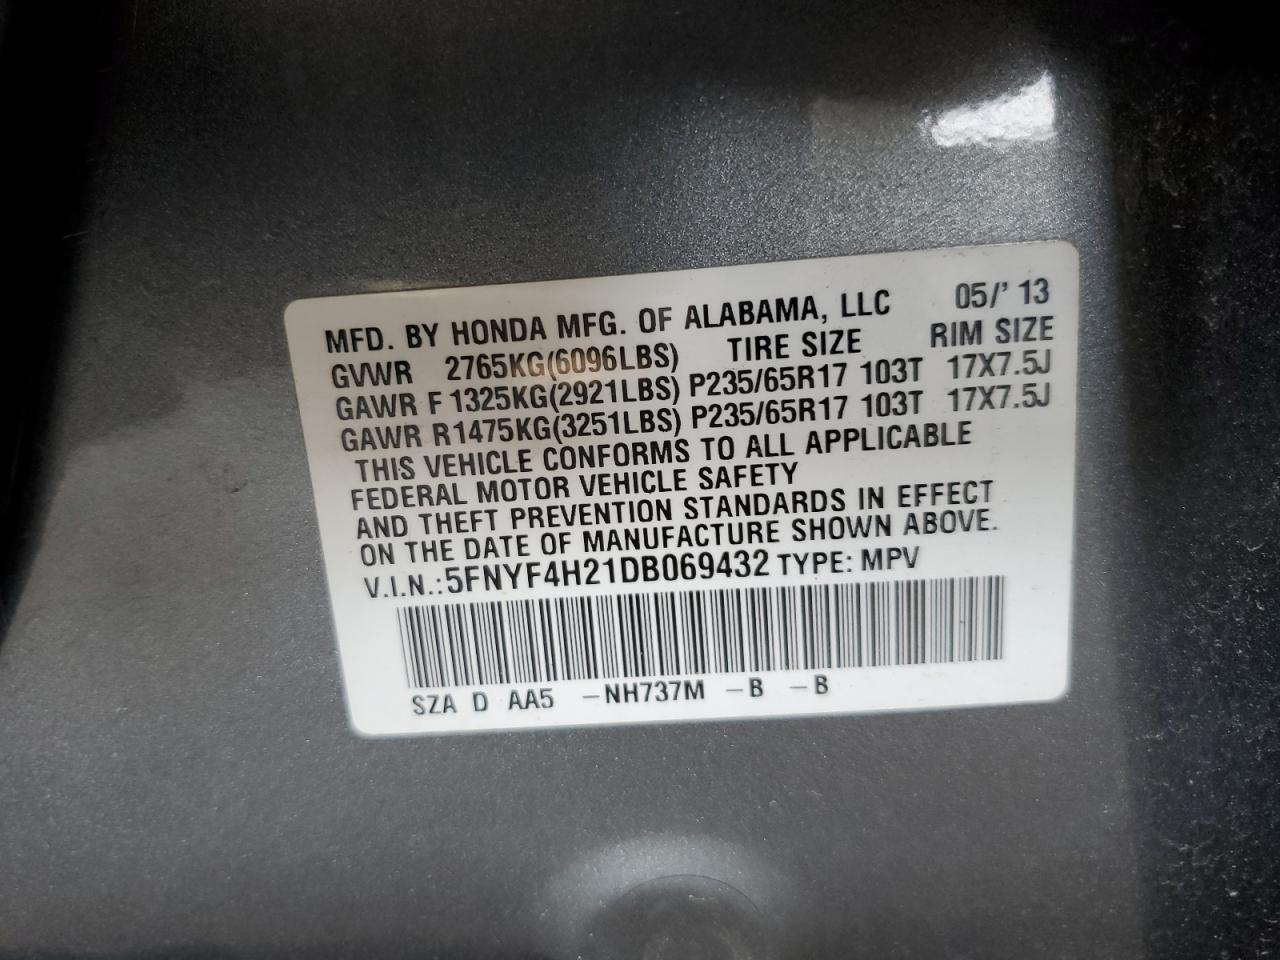 MFD. BY HONDA MFG. OF ALABAMA, LLC 05/' 13
GVWR 2765KG(6096LBS) TIRE SIZE RIM SIZE
GAWR F 1325KG(2921LBS) P235/65R17 103T 17X7.5J
GAWR R1475KG(3251LBS) P235/65R17 103T 17X7.5J
THIS VEHICLE CONFORMS TO ALL APPLICABLE
FEDERAL MOTOR VEHICLE SAFETY
AND THEFT PREVENTION STANDARDS IN EFFECT
ON THE DATE OF MANUFACTURE SHOWN ABOVE.
V.I.N.:5FNYF4H21DB069432 TYPE: MPV
SZA D AA5 -NH737M -B -B